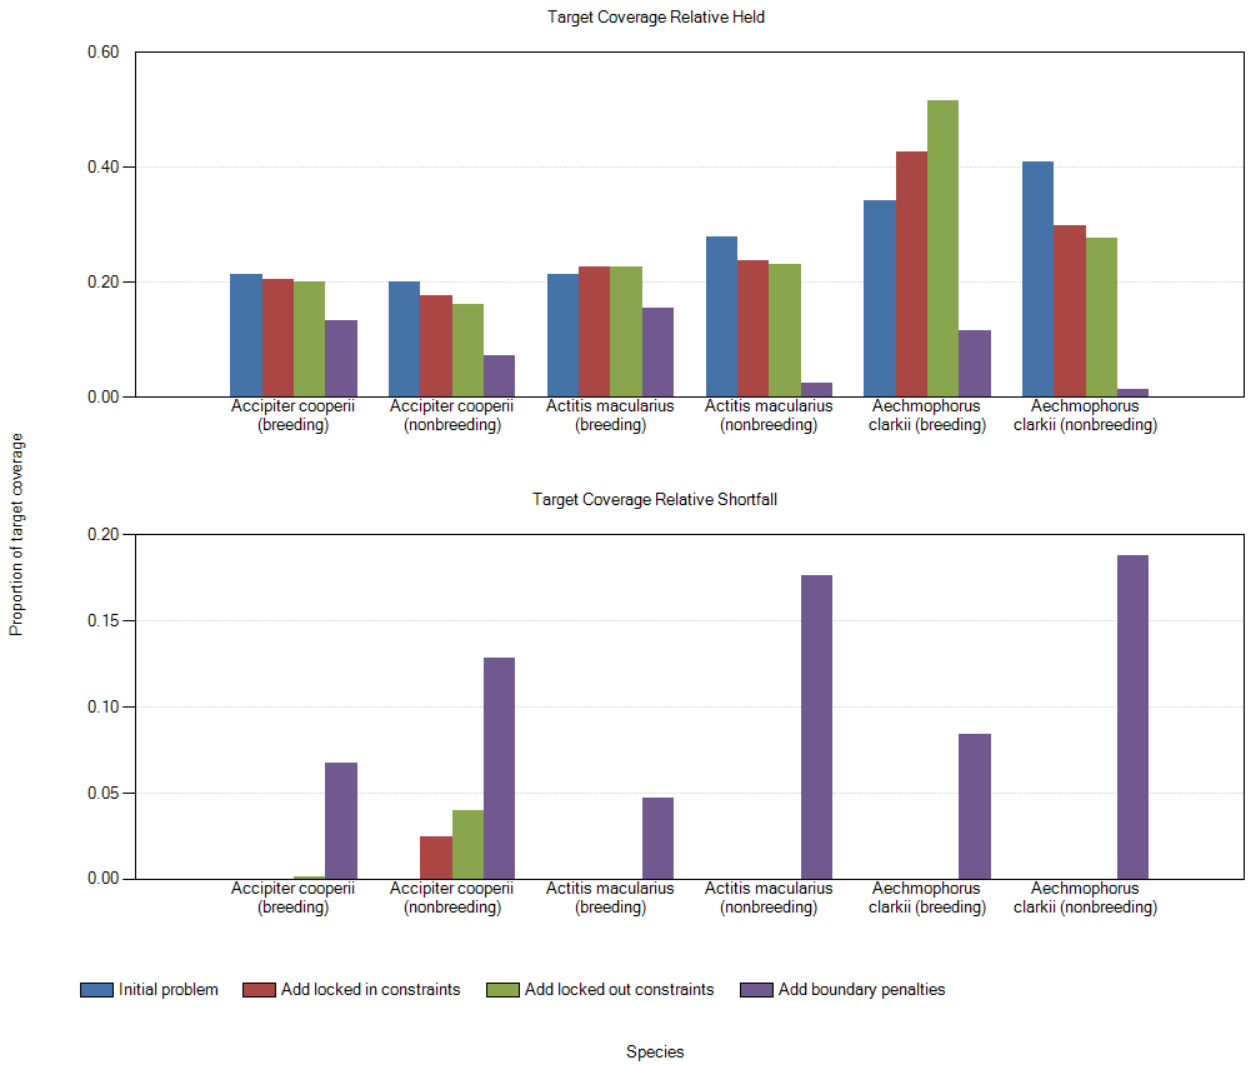 Target Coverage Relative Held
0.60
0.40
0.20
0.00
Accipiter cooperii
(breeding)
Accipiter cooperii
(nonbreeding)
Actitis macularius
(breeding)
Actitis macularius
(nonbreeding)
Aechmophorus
clarkii (breeding)
Aechmophorus
clarkii (nonbreeding)
Proportion of target coverage
Target Coverage Relative Shortfall
0.20
0.15
0.10
0.05
0.00
Accipiter cooperii
(breeding)
Accipiter cooperii
(nonbreeding)
Actitis macularius
(breeding)
Actitis macularius
(nonbreeding)
Aechmophorus
clarkii (breeding)
Aechmophorus
clarkii (nonbreeding)
Initial problem
Add locked in constraints
Add locked out constraints
Add boundary penalties
Species